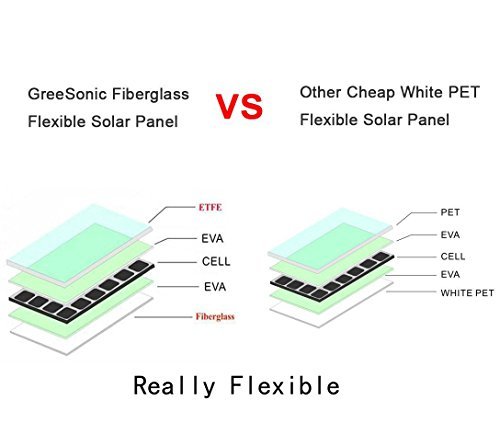 GreeSonic Fiberglass
Flexible Solar Panel
VS
Other Cheap White PET
Flexible Solar Panel
ETFE
EVA
CELL
EVA
Fiberglass
PET
EVA
CELL
EVA
WHITE PET
Really Flexible